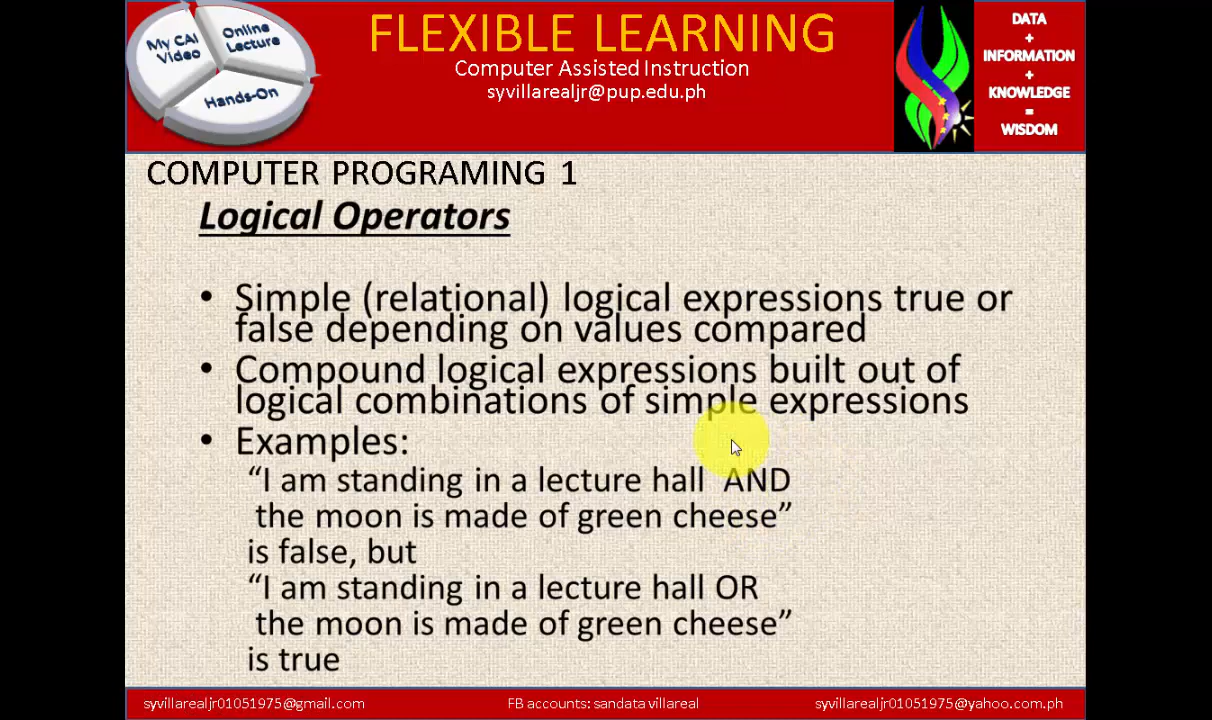 My CAI
Video
Online
Lecture
Hands-On
FLEXIBLE LEARNING
Computer Assisted Instruction
syvillarealjr@pup.edu.ph
DATA
+
INFORMATION
+
KNOWLEDGE
=
WISDOM
COMPUTER PROGRAMING 1
Logical Operators
• Simple (relational) logical expressions true or
false depending on values compared
• Compound logical expressions built out of
logical combinations of simple expressions
• Examples:
“I am standing in a lecture hall AND
the moon is made of green cheese”
is false, but
“I am standing in a lecture hall OR
the moon is made of green cheese”
is true
syvillarealjr01051975@gmail.com
FB accounts: sandata villareal
syvillarealjr01051975@yahoo.com.ph